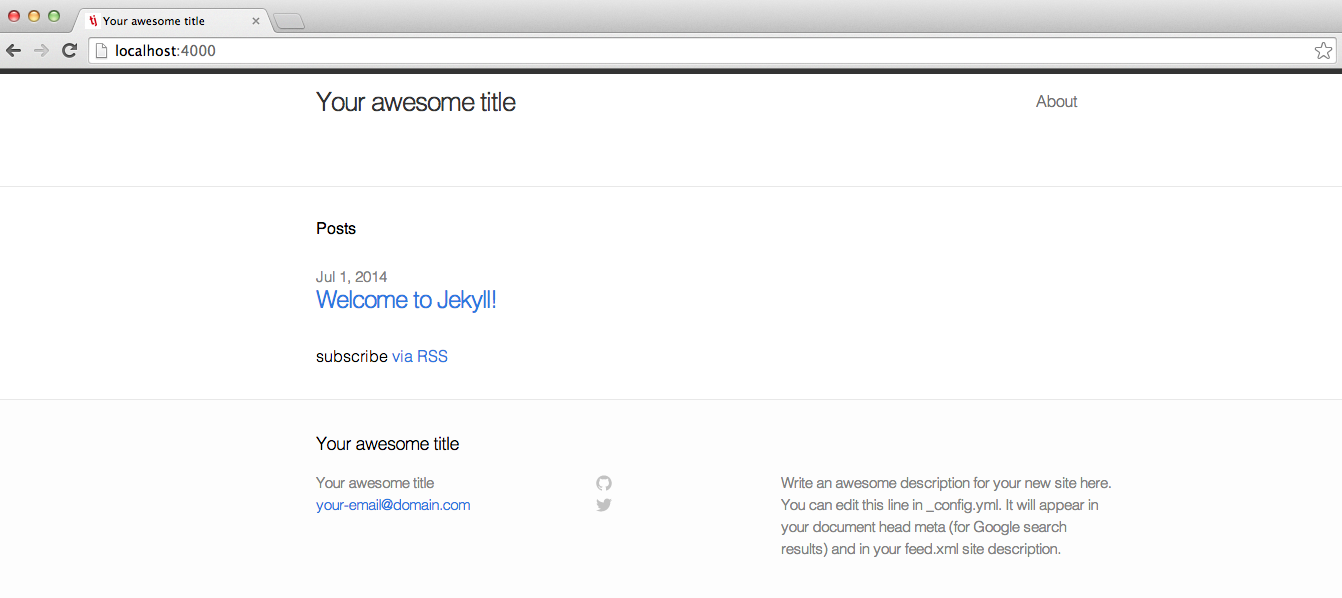 Your awesome title
localhost:4000
Your awesome title
About
Posts
Jul 1, 2014
Welcome to Jekyll!
subscribe via RSS
Your awesome title
Your awesome title
your-email@domain.com
Write an awesome description for your new site here.
You can edit this line in _config.yml. It will appear in
your document head meta (for Google search
results) and in your feed.xml site description.